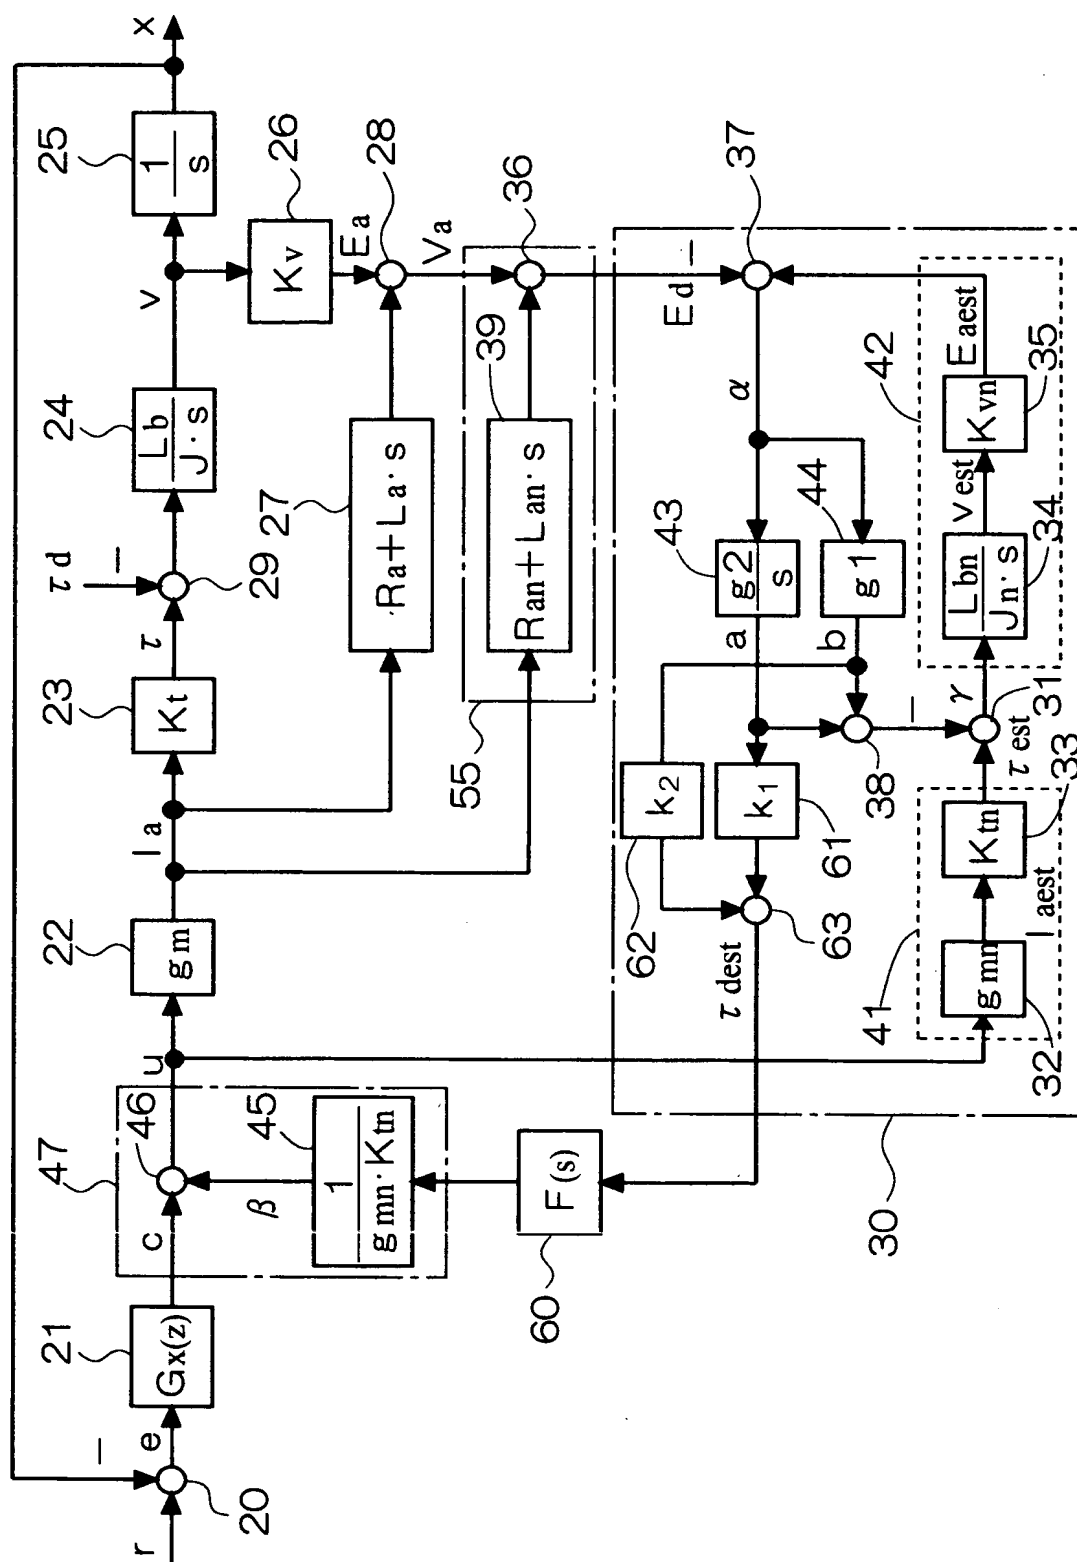 r
20
−
e
21
Gx(z)
47
c
46
β
45
1
gmn·Ktn
u
22
gm
Ia
23
Kt
τ
τd
−
29
24
Lb
J·s
v
25
1
s
x
26
Kv
Ea
28
27
Ra+La·s
Va
55
39
Ran+Lan·s
36
Ed
−
37
α
43
g2
s
44
g1
a
b
62
k2
k1
61
63
38
−
τdest
60
F(s)
30
41
gmn
32
Iaest
Ktn
33
τest
31
γ
42
Lbn
Jn·s
34
vest
Kvn
35
Eaest